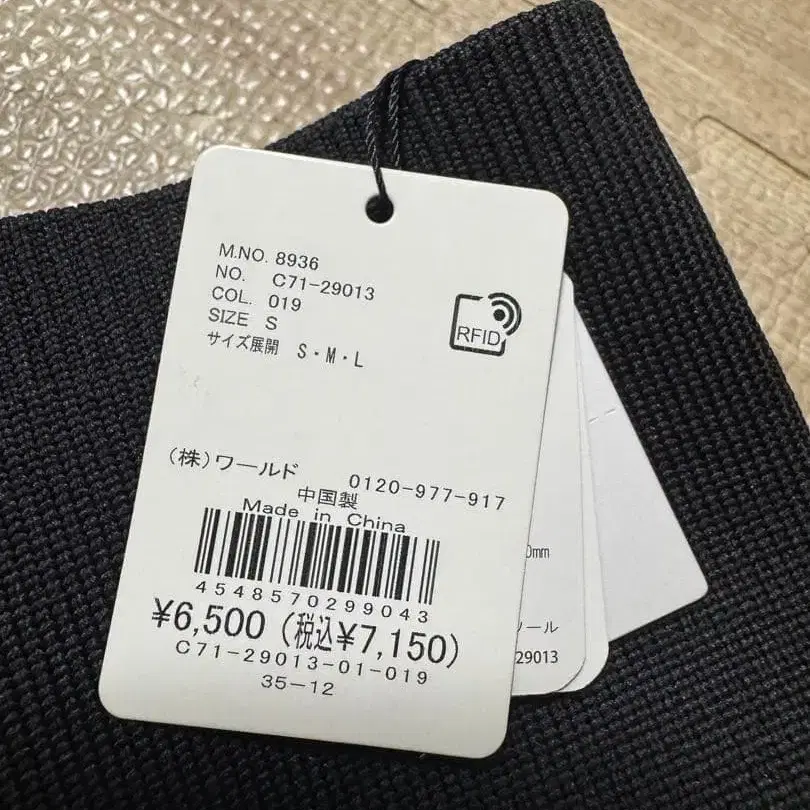 M.NO. 8936
NO. C71-29013
COL. 019
SIZE S
サイズ展開 S・M・L
RFID
(株)ワールド 0120-977-917
中国製
Made in China
4548570299043
¥6,500 (税込¥7,150)
C71-29013-01-019
35-12
0mm
ール
29013